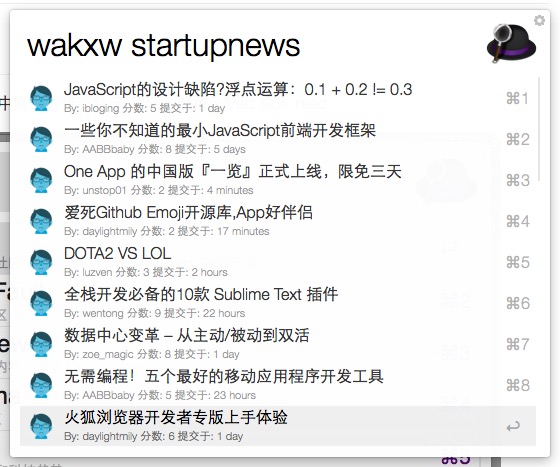 wakxw startupnews
JavaScript的设计缺陷?浮点运算：0.1 + 0.2 != 0.3
By: ibloging 分数: 5 提交于: 1 day
⌘1
一些你不知道的最小JavaScript前端开发框架
By: AABBbaby 分数: 8 提交于: 5 days
⌘2
One App 的中国版『一览』正式上线，限免三天
By: unstop01 分数: 2 提交于: 4 minutes
⌘3
爱死Github Emoji开源库,App好伴侣
By: daylightmily 分数: 2 提交于: 17 minutes
⌘4
DOTA2 VS LOL
By: luzven 分数: 3 提交于: 2 hours
⌘5
全栈开发必备的10款 Sublime Text 插件
By: wentong 分数: 9 提交于: 22 hours
⌘6
数据中心变革 – 从主动/被动到双活
By: zoe_magic 分数: 8 提交于: 1 day
⌘7
无需编程！五个最好的移动应用程序开发工具
By: AABBbaby 分数: 5 提交于: 23 hours
⌘8
火狐浏览器开发者专版上手体验
By: daylightmily 分数: 6 提交于: 1 day
↩